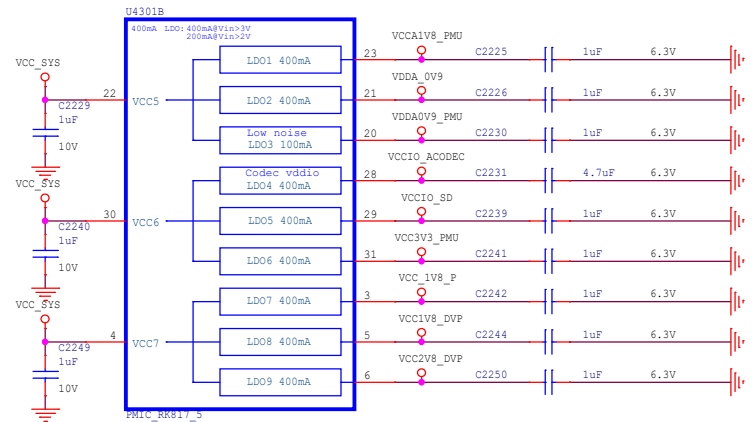 U4301B
400mA LDO: 400mA@Vin>3V
200mA@Vin>2V
VCCA1V8_PMU
LDO1 400mA
23
C2225
1uF
6.3V
VCC_SYS
VDDA_0V9
22
VCC5
LDO2 400mA
21
C2226
1uF
6.3V
C2229
1uF
10V
VDDA0V9_PMU
Low noise
LDO3 100mA
20
C2230
1uF
6.3V
VCCIO_ACODEC
Codec vddio
LDO4 400mA
28
C2231
4.7uF
6.3V
VCC_SYS
VCCIO_SD
30
VCC6
LDO5 400mA
29
C2239
1uF
6.3V
C2240
1uF
10V
VCC3V3_PMU
LDO6 400mA
31
C2241
1uF
6.3V
VCC_1V8_P
LDO7 400mA
3
C2242
1uF
6.3V
VCC_SYS
VCC1V8_DVP
4
VCC7
LDO8 400mA
5
C2244
1uF
6.3V
C2249
1uF
10V
VCC2V8_DVP
LDO9 400mA
6
C2250
1uF
6.3V
PMIC_RK817_5